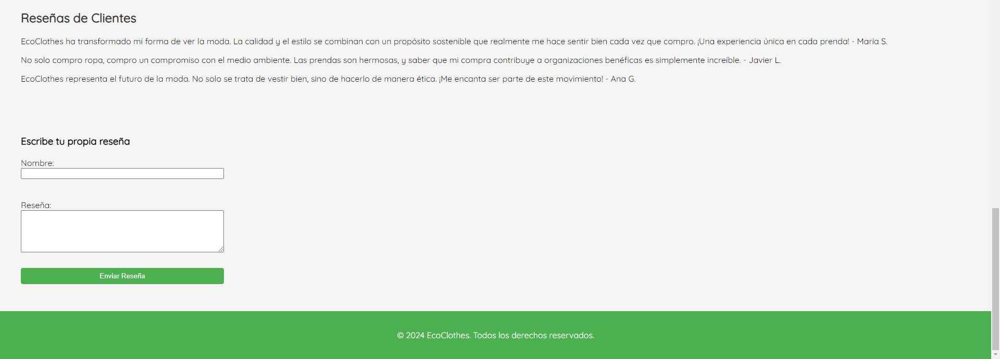 Reseñas de Clientes
EcoClothes ha transformado mi forma de ver la moda. La calidad y el estilo se combinan con un propósito sostenible que realmente me hace sentir bien cada vez que compro. ¡Una experiencia única en cada prenda! - María S.
No solo compro ropa, compro un compromiso con el medio ambiente. Las prendas son hermosas, y saber que mi compra contribuye a organizaciones benéficas es simplemente increíble. - Javier L.
EcoClothes representa el futuro de la moda. No solo se trata de vestir bien, sino de hacerlo de manera ética. ¡Me encanta ser parte de este movimiento! - Ana G.
Escribe tu propia reseña
Nombre:
Reseña:
Enviar Reseña
© 2024 EcoClothes. Todos los derechos reservados.